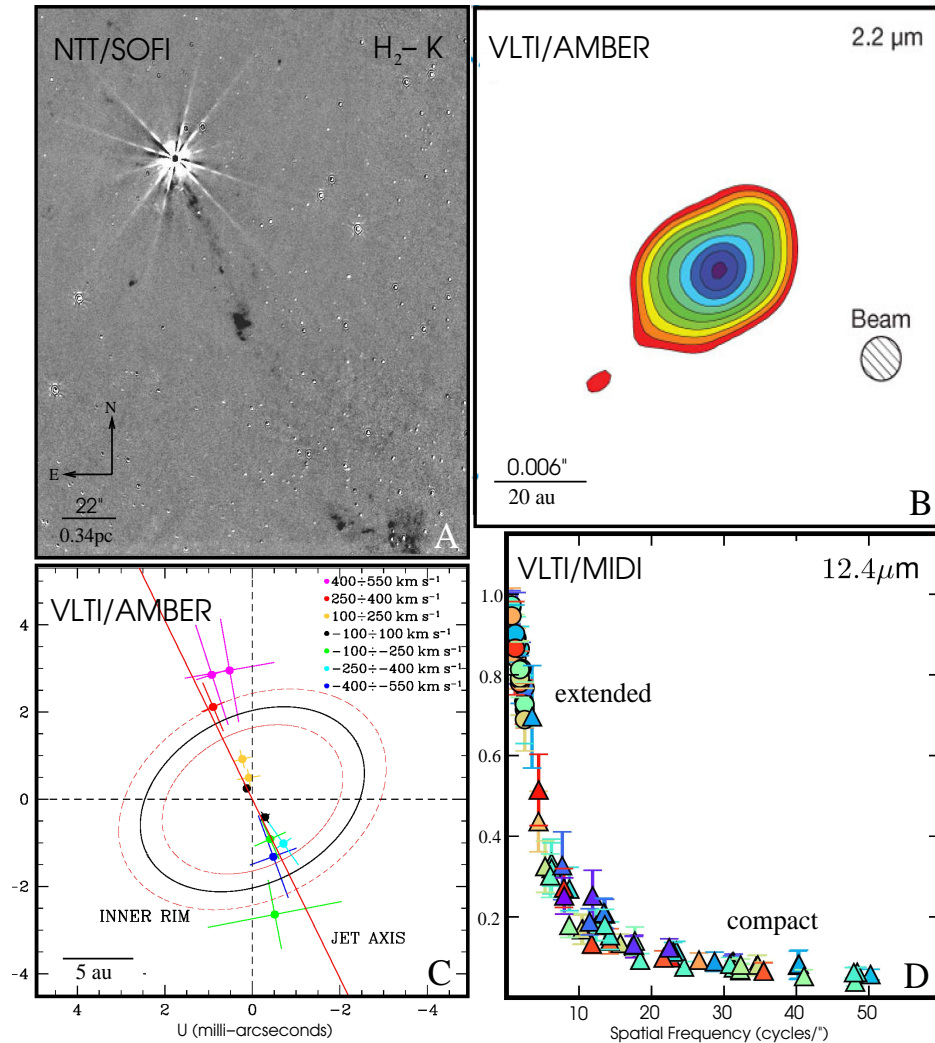 NTT/SOFI H₂– K
N
E
22"
0.34pc
A
VLTI/AMBER 2.2 μm
Beam
0.006"
20 au
B
VLTI/AMBER
400÷550 km s⁻¹
250÷400 km s⁻¹
100÷250 km s⁻¹
−100÷100 km s⁻¹
−100÷−250 km s⁻¹
−250÷−400 km s⁻¹
−400÷−550 km s⁻¹
4
2
0
−2
−4
INNER RIM
JET AXIS
5 au
C
4 2 0 −2 −4
U (milli−arcseconds)
VLTI/MIDI 12.4μm
1.0
0.8
0.6
0.4
0.2
extended
compact
D
10 20 30 40 50
Spatial Frequency (cycles/")